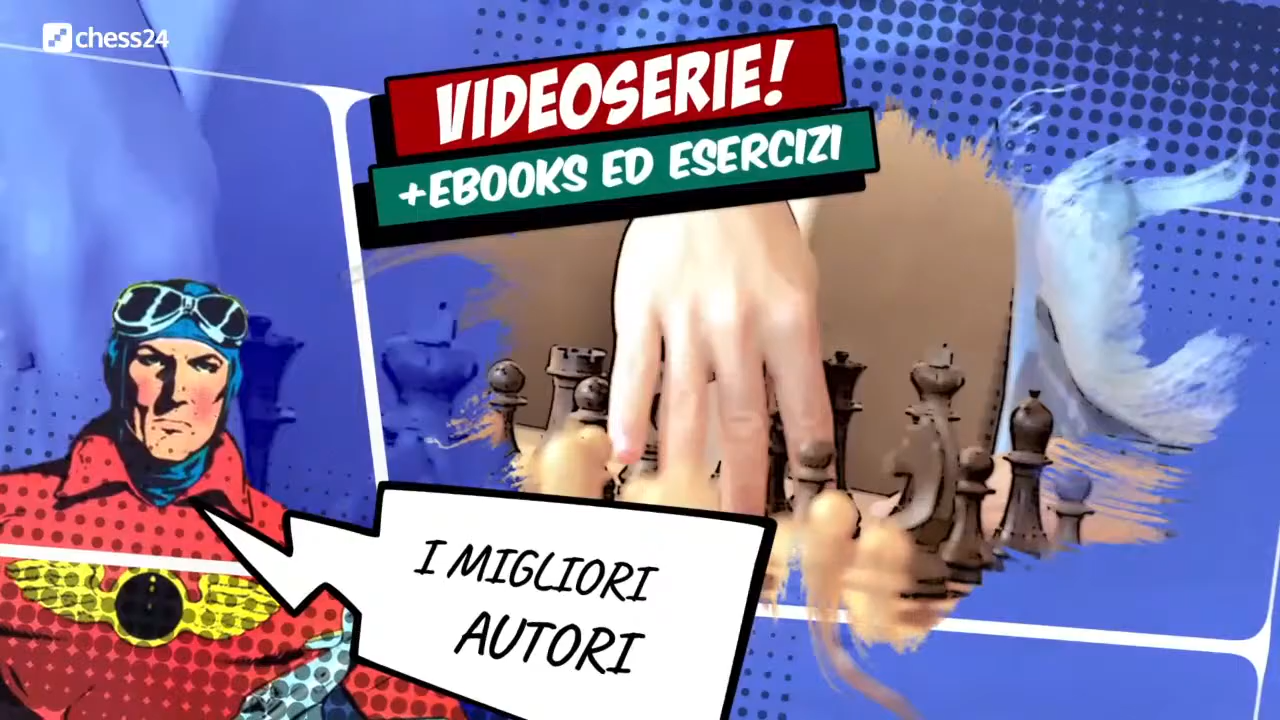 chess24
VIDEOSERIE!
+EBOOKS ED ESERCIZI
I MIGLIORI
AUTORI